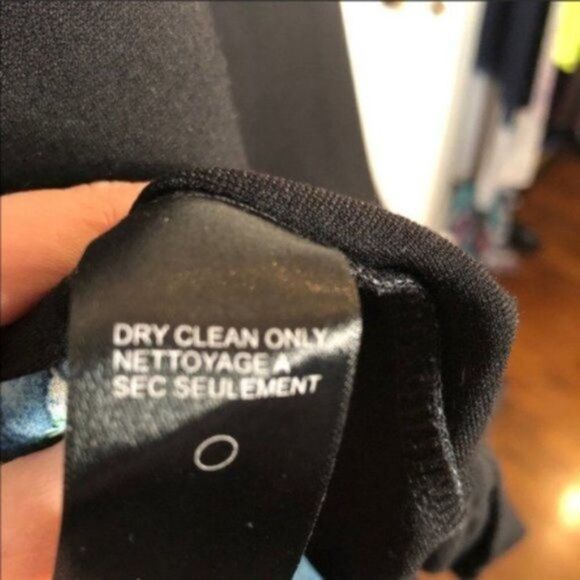 DRY CLEAN ONLY
NETTOYAGE A
SEC SEULEMENT